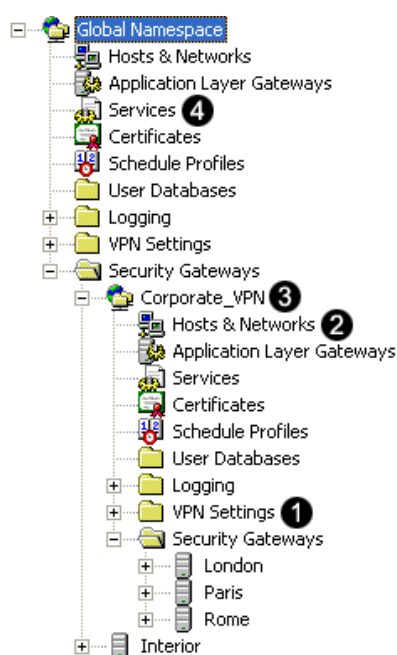 Global Namespace
Hosts & Networks
Application Layer Gateways
Services 4
Certificates
Schedule Profiles
User Databases
Logging
VPN Settings
Security Gateways
Corporate_VPN 3
Hosts & Networks 2
Application Layer Gateways
Services
Certificates
Schedule Profiles
User Databases
Logging
VPN Settings 1
Security Gateways
London
Paris
Rome
Interior